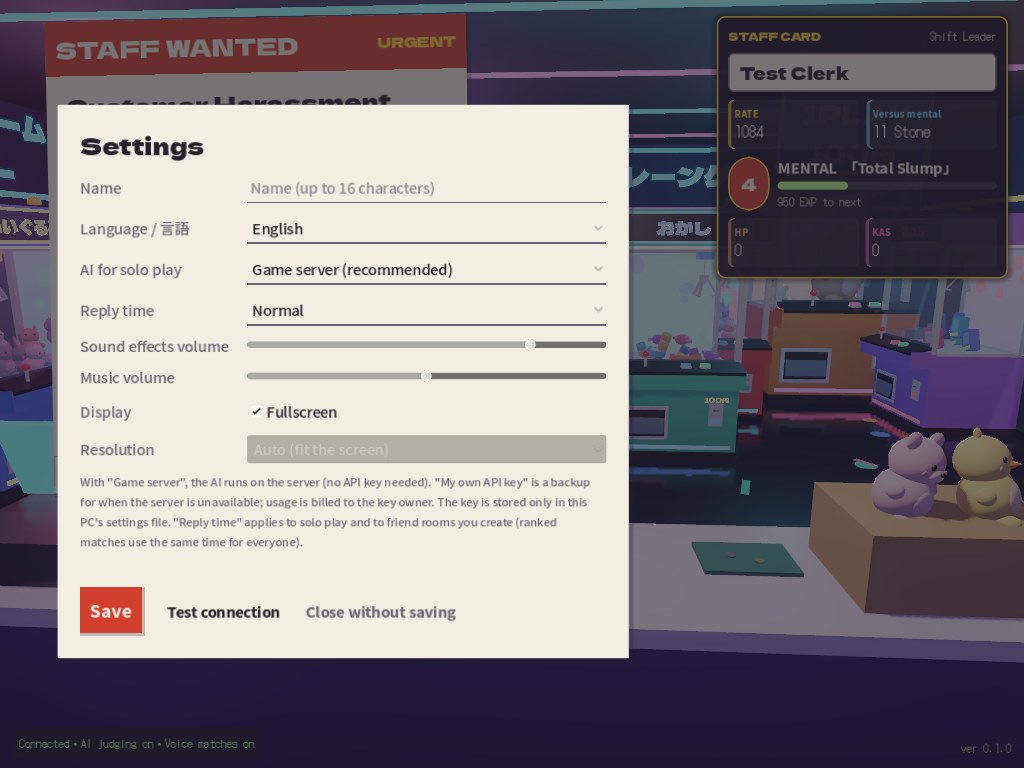 STAFF WANTED
URGENT
Customer Harassment
Settings
Name
Name (up to 16 characters)
Language / 言語
English
AI for solo play
Game server (recommended)
Reply time
Normal
Sound effects volume
Music volume
Display
Fullscreen
Resolution
Auto (fit the screen)
With "Game server", the AI runs on the server (no API key needed). "My own API key" is a backup
for when the server is unavailable; usage is billed to the key owner. The key is stored only in this
PC's settings file. "Reply time" applies to solo play and to friend rooms you create (ranked
matches use the same time for everyone).
Save
Test connection
Close without saving
STAFF CARD
Shift Leader
Test Clerk
RATE
1084
Versus mental
11 Stone
4
MENTAL 「Total Slump」
950 EXP to next
HP
0
KAS
0
おかし
100円
Connected • AI judging on • Voice matches on
ver 0.1.0